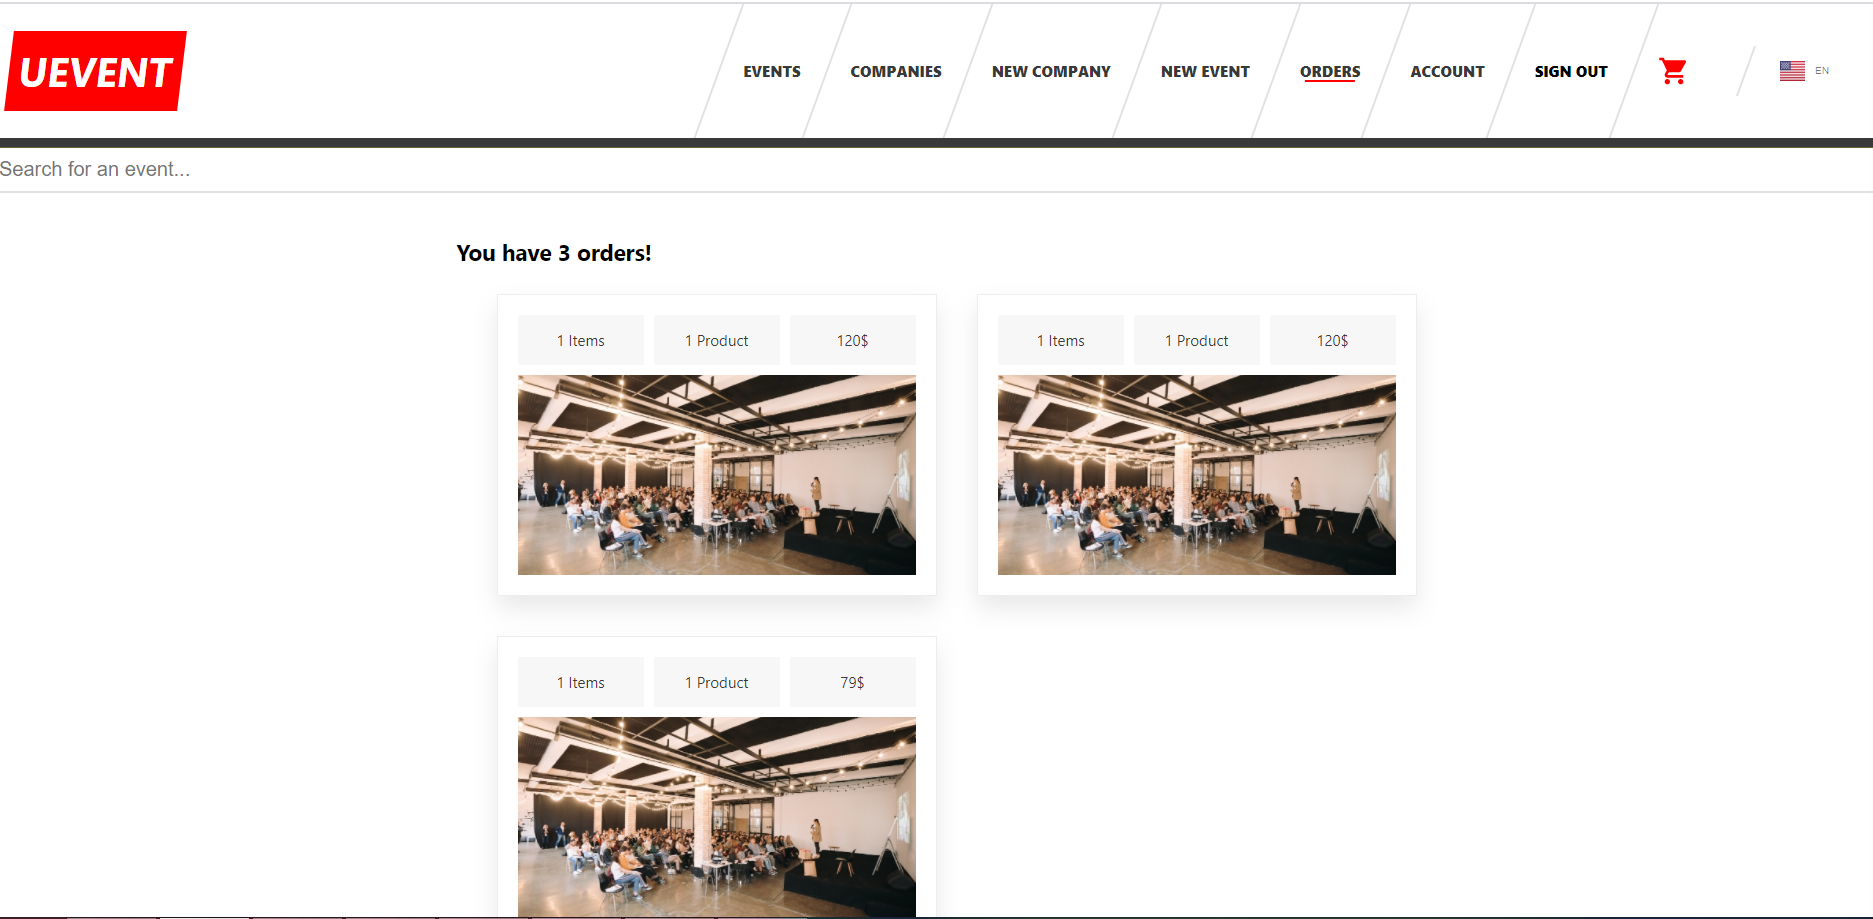 UEVENT
EVENTS COMPANIES NEW COMPANY NEW EVENT ORDERS ACCOUNT SIGN OUT EN
Search for an event...
You have 3 orders!
1 Items 1 Product 120$
1 Items 1 Product 120$
1 Items 1 Product 79$